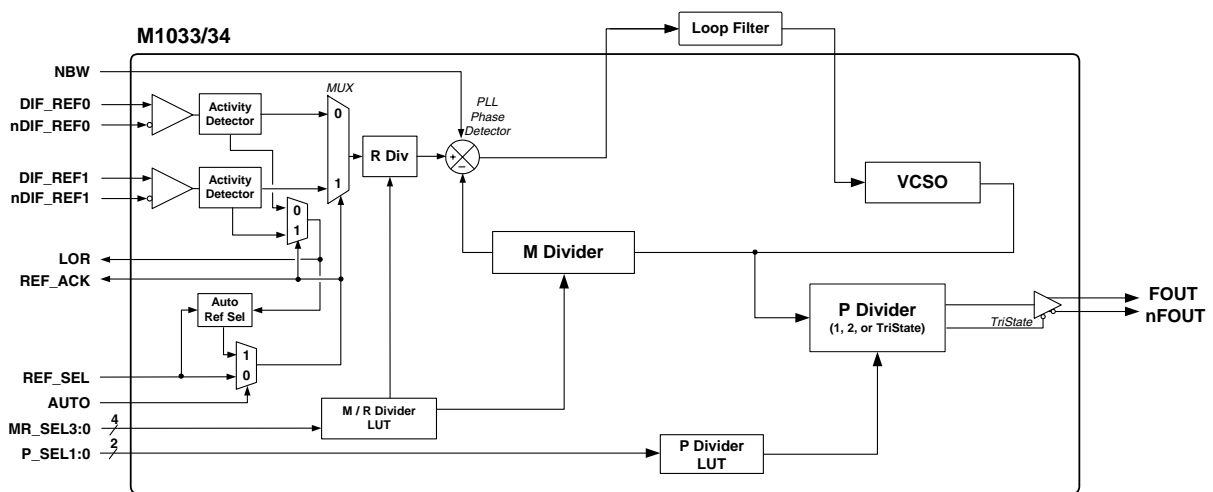 M1033/34
Loop Filter
NBW
MUX
DIF_REF0
nDIF_REF0
Activity
Detector
0
PLL
Phase
Detector
R Div
+
–
DIF_REF1
nDIF_REF1
Activity
Detector
1
VCSO
0
1
LOR
REF_ACK
M Divider
Auto
Ref Sel
P Divider
(1, 2, or TriState)
TriState
FOUT
nFOUT
1
0
REF_SEL
AUTO
MR_SEL3:0
4
M / R Divider
LUT
P_SEL1:0
2
P Divider
LUT